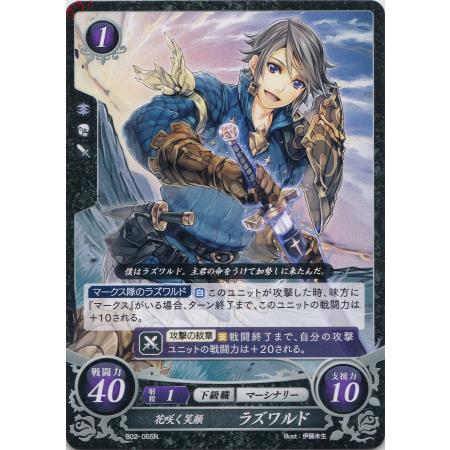 1
僕はラズワルド。主君の命をうけて加勢しに来たんだ。
マークス隊のラズワルド 自 このユニットが攻撃した時、味方に
『マークス』がいる場合、ターン終了まで、このユニットの戦闘力は
+10される。
攻撃の紋章 支 戦闘終了まで、自分の攻撃
ユニットの戦闘力は+20される。
戦闘力
40
射程 1 下級職 マーシナリー
支援力
10
花咲く笑顔 ラズワルド
B02-065N Illust:伊藤未生